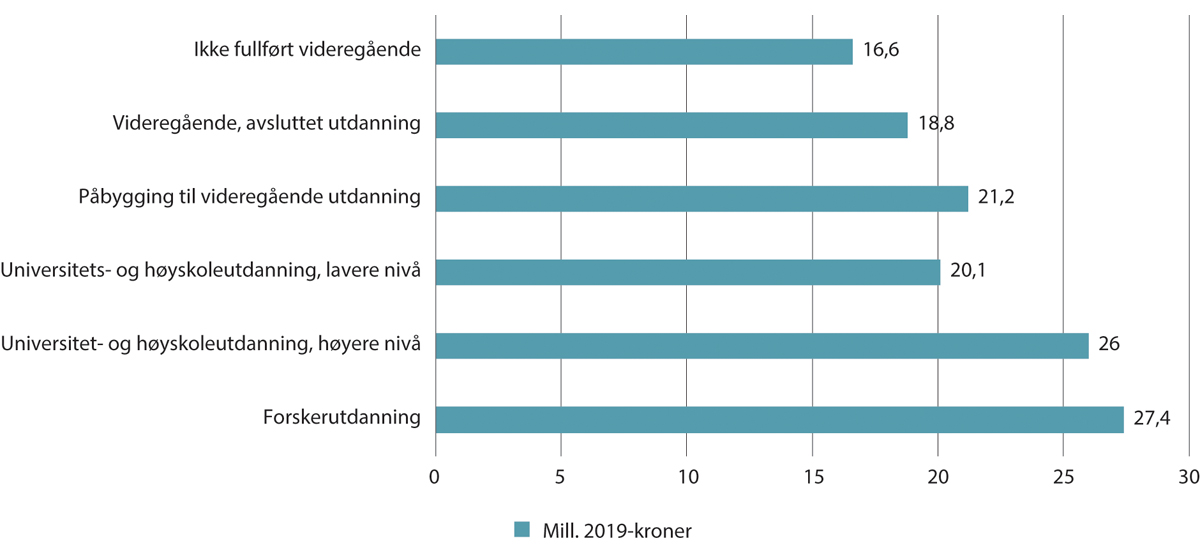 Ikke fullført videregående 16,6
Videregående, avsluttet utdanning 18,8
Påbygging til videregående utdanning 21,2
Universitets- og høyskoleutdanning, lavere nivå 20,1
Universitet- og høyskoleutdanning, høyere nivå 26
Forskerutdanning 27,4
0 5 10 15 20 25 30
Mill. 2019-kroner